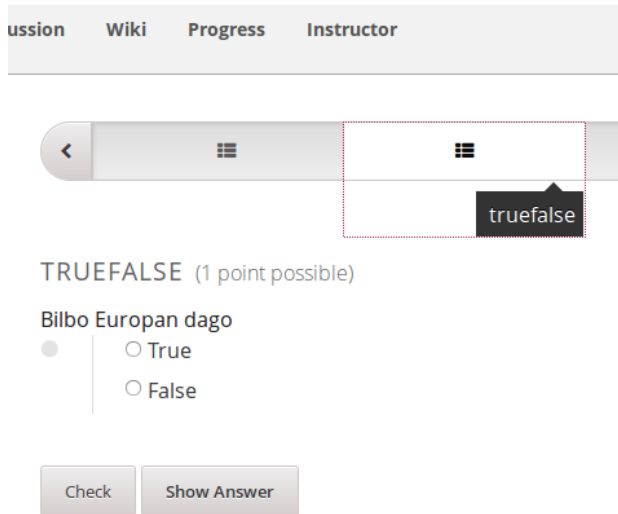 ussion Wiki Progress Instructor
truefalse
TRUEFALSE (1 point possible)
Bilbo Europan dago
True
False
Check Show Answer